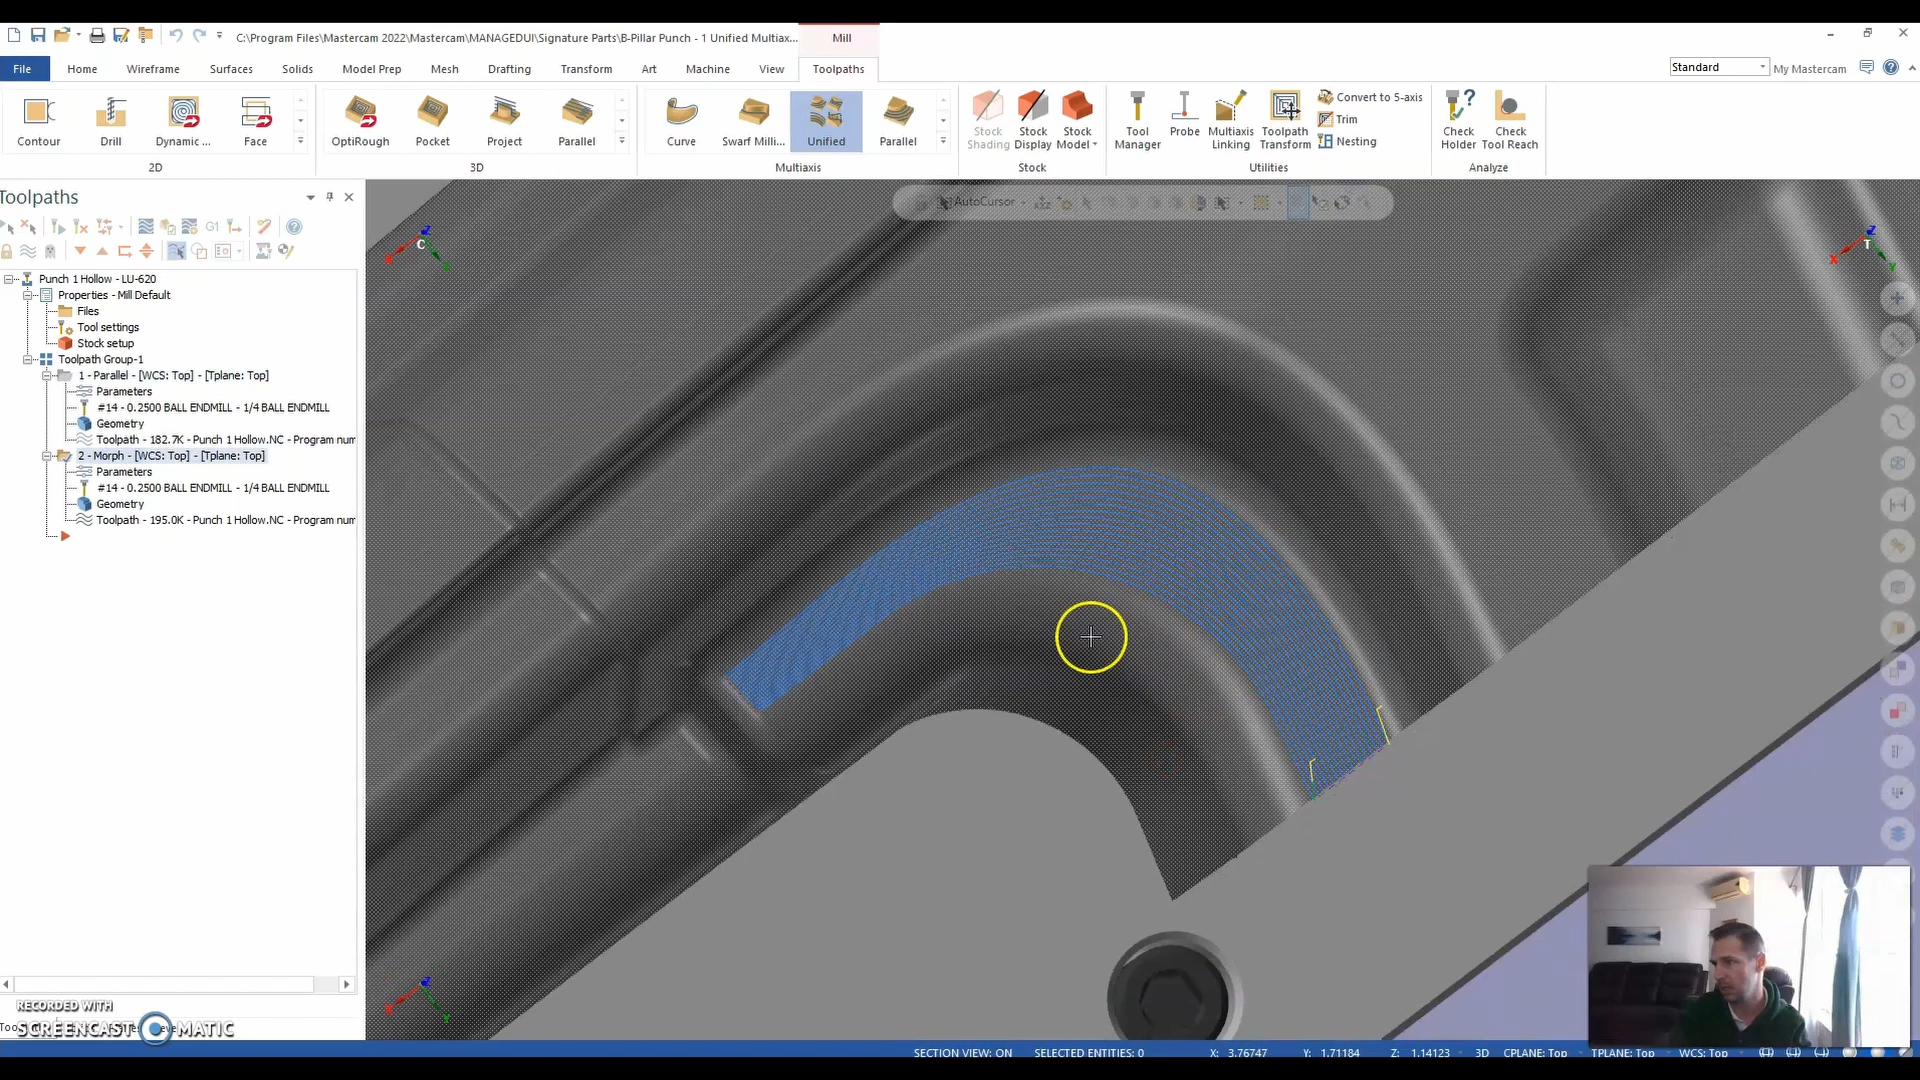 C:\Program Files\Mastercam 2022\Mastercam\MANAGEDUI\Signature Parts\B-Pillar Punch - 1 Unified Multiax...
Mill
File
Home
Wireframe
Surfaces
Solids
Model Prep
Mesh
Drafting
Transform
Art
Machine
View
Toolpaths
Standard
My Mastercam
Contour
Drill
Dynamic ...
Face
OptiRough
Pocket
Project
Parallel
Curve
Swarf Milli...
Unified
Parallel
Stock Shading
Stock Display
Stock Model
Tool Manager
Probe
Multiaxis Linking
Toolpath Transform
Convert to 5-axis
Trim
Nesting
Check Holder
Check Tool Reach
2D
3D
Multiaxis
Stock
Utilities
Analyze
Toolpaths
AutoCursor
G1
Punch 1 Hollow - LU-620
Properties - Mill Default
Files
Tool settings
Stock setup
Toolpath Group-1
1 - Parallel - [WCS: Top] - [Tplane: Top]
Parameters
#14 - 0.2500 BALL ENDMILL - 1/4 BALL ENDMILL
Geometry
Toolpath - 182.7K - Punch 1 Hollow.NC - Program num
2 - Morph - [WCS: Top] - [Tplane: Top]
Parameters
#14 - 0.2500 BALL ENDMILL - 1/4 BALL ENDMILL
Geometry
Toolpath - 195.0K - Punch 1 Hollow.NC - Program num
RECORDED WITH
SCREENCAST MATIC
SECTION VIEW: ON
SELECTED ENTITIES: 0
X: 3.76747
Y: 1.71184
Z: 1.14123
3D
CPLANE: Top
TPLANE: Top
WCS: Top